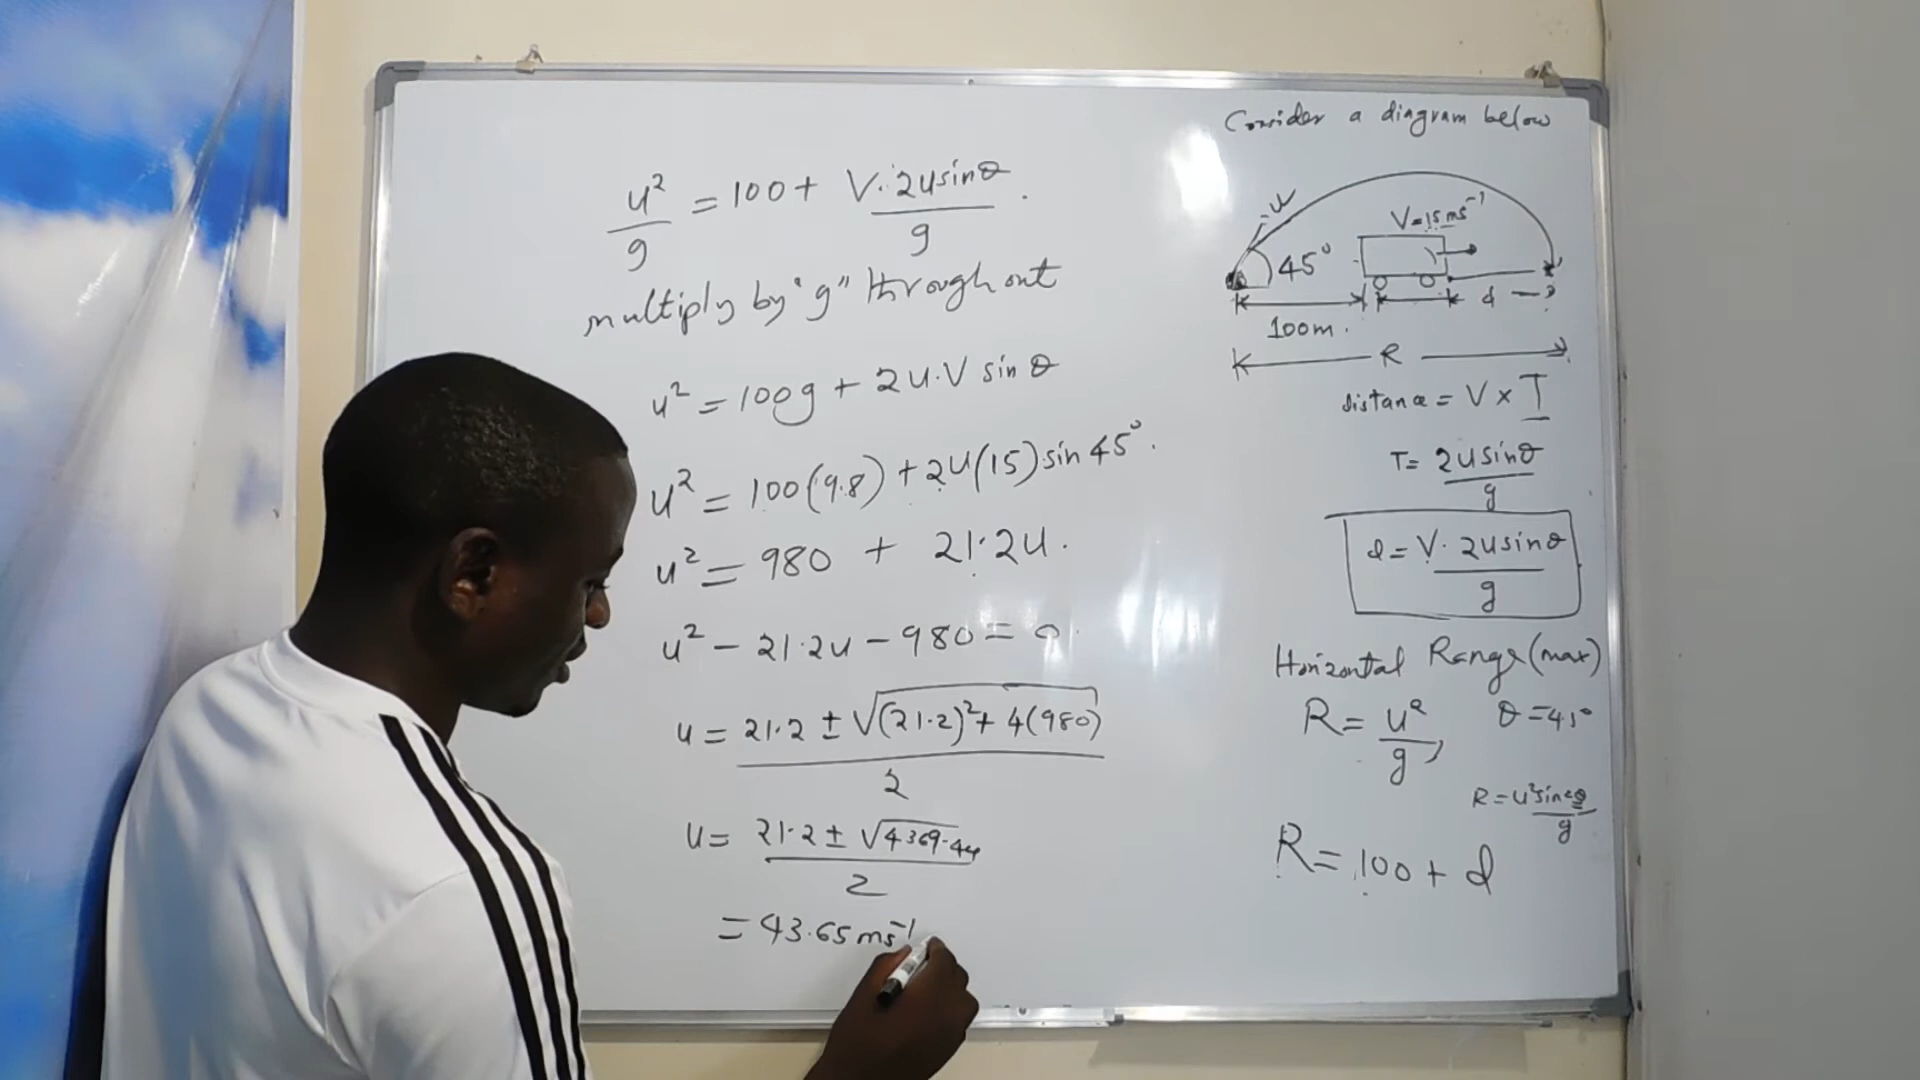 u² / g = 100 + V·2usinθ / g .
multiply by "g" throughout
u² = 100g + 2u·V sin θ
u² = 100(9.8) + 2u(15) sin 45°.
u² = 980 + 21·2u.
u² − 21·2u − 980 = 0.
u = 21·2 ± √(21·2)² + 4(980) / 2
u = 21·2 ± √4369·44 / 2
= 43.65 ms⁻¹
Consider a diagram below
u
V=15ms⁻¹
45°
d
100m.
R
distance = V × T
T = 2usinθ / g
d = V· 2usinθ / g
Horizontal Range (max)
R = u² / g, θ = 45°
R = u²sin2θ / g
R = 100 + d